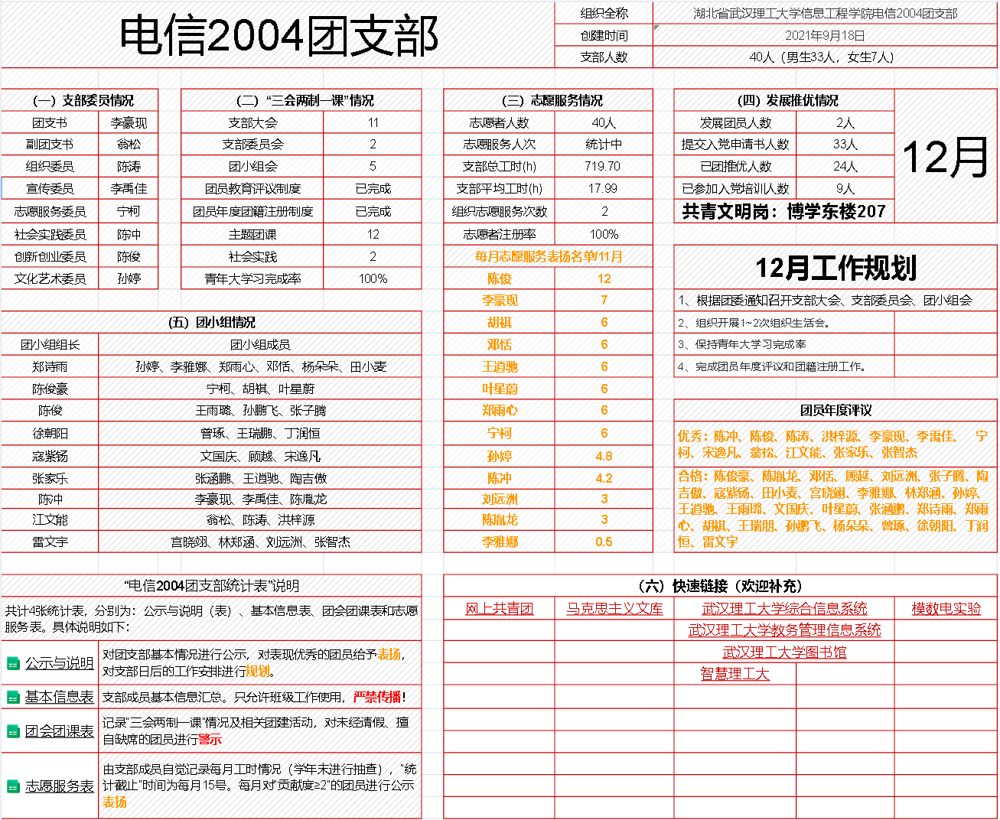 电信2004团支部
组织全称 湖北省武汉理工大学信息工程学院电信2004团支部
创建时间 2021年9月18日
支部人数 40人（男生33人，女生7人）
（一）支部委员情况
团支书 李豪现
副团支书 翁松
组织委员 陈涛
宣传委员 李禹佳
志愿服务委员 宁柯
社会实践委员 陈冲
创新创业委员 陈俊
文化艺术委员 孙婷
（二）“三会两制一课”情况
支部大会 11
支部委员会 2
团小组会 5
团员教育评议制度 已完成
团员年度团籍注册制度 已完成
主题团课 12
社会实践 2
青年大学习完成率 100%
（三）志愿服务情况
志愿者人数 40人
志愿服务人次 统计中
支部总工时(h) 719.70
支部平均工时(h) 17.99
组织志愿服务次数 2
志愿者注册率 100%
每月志愿服务表扬名单/11月
陈俊 12
李豪现 7
胡祺 6
邓恬 6
王逍驰 6
叶星蔚 6
郑雨心 6
宁柯 6
孙婷 4.8
陈冲 4.2
刘远洲 3
陈胤龙 3
李雅娜 0.5
（四）发展推优情况
发展团员人数 2人
提交入党申请书人数 33人
已团推优人数 24人
已参加入党培训人数 9人
共青文明岗：博学东楼207
12月
12月工作规划
1、根据团委通知召开支部大会、支部委员会、团小组会
2、组织开展1~2次组织生活会。
3、保持青年大学习完成率
4、完成团员年度评议和团籍注册工作。
（五）团小组情况
团小组组长 团小组成员
郑诗雨 孙婷、李雅娜、郑雨心、邓恬、杨朵朵、田小麦
陈俊豪 宁柯、胡祺、叶星蔚
陈俊 王雨璐、孙鹏飞、张子腾
徐朝阳 曾琢、王瑞鹏、丁润恒
寇紫钖 文国庆、顾越、宋逸凡
张家乐 张涵鹏、王逍驰、陶吉傲
陈冲 李豪现、李禹佳、陈胤龙
江文能 翁松、陈涛、洪梓源
雷文宇 宫晓翊、林郑涵、刘远洲、张智杰
团员年度评议
优秀：陈冲、陈俊、陈涛、洪梓源、李豪现、李禹佳、 宁
柯、宋逸凡、翁松、江文能、张家乐、张智杰
合格：陈俊豪、陈胤龙、邓恬、顾越、刘远洲、张子腾、陶
吉傲、寇紫钖、田小麦、宫晓翊、李雅娜、林郑涵、孙婷、
王逍驰、王雨璐、文国庆、叶星蔚、张涵鹏、郑诗雨、郑雨
心、胡祺、王瑞朋、孙鹏飞、杨朵朵、曾琢、徐朝阳、丁润
恒、雷文宇
“电信2004团支部统计表”说明
共计4张统计表，分别为：公示与说明（表）、基本信息表、团会团课表和志愿
服务表。具体说明如下：
公示与说明 对团支部基本情况进行公示，对表现优秀的团员给予表扬，
对支部日后的工作安排进行规划。
基本信息表 支部成员基本信息汇总。只允许班级工作使用，严禁传播！
团会团课表 记录“三会两制一课”情况及相关团建活动，对未经请假、擅
自缺席的团员进行警示
志愿服务表 由支部成员自觉记录每月工时情况（学年末进行抽查），“统
计截止”时间为每月15号。每月对“贡献度≥2”的团员进行公示
表扬
（六）快速链接（欢迎补充）
网上共青团 马克思主义文库 武汉理工大学综合信息系统 模数电实验
武汉理工大学教务管理信息系统
武汉理工大学图书馆
智慧理工大